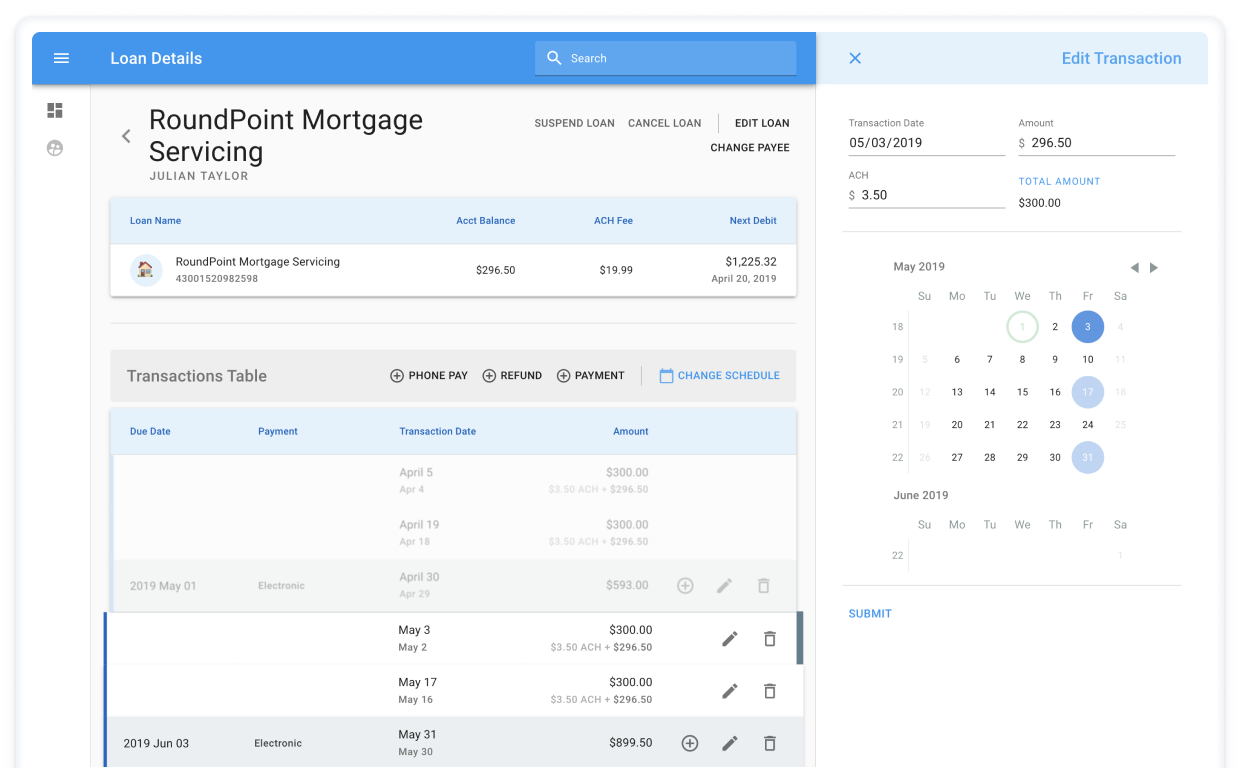 Loan Details
Search
Edit Transaction
RoundPoint Mortgage
Servicing
JULIAN TAYLOR
SUSPEND LOAN CANCEL LOAN EDIT LOAN
CHANGE PAYEE
Loan Name Acct Balance ACH Fee Next Debit
RoundPoint Mortgage Servicing
43001520982598
$296.50 $19.99
$1,225.32
April 20, 2019
Transactions Table PHONE PAY REFUND PAYMENT CHANGE SCHEDULE
Due Date Payment Transaction Date Amount
April 5 $300.00
Apr 4 $3.50 ACH + $296.50
April 19 $300.00
Apr 18 $3.50 ACH + $296.50
2019 May 01 Electronic
April 30
Apr 29
$593.00
May 3 $300.00
May 2 $3.50 ACH + $296.50
May 17 $300.00
May 16 $3.50 ACH + $296.50
2019 Jun 03 Electronic
May 31
May 30
$899.50
Transaction Date Amount
05/03/2019 $ 296.50
ACH TOTAL AMOUNT
$ 3.50 $300.00
May 2019
Su Mo Tu We Th Fr Sa
18 1 2 3 4
19 5 6 7 8 9 10 11
20 12 13 14 15 16 17 18
21 19 20 21 22 23 24 25
22 26 27 28 29 30 31
June 2019
Su Mo Tu We Th Fr Sa
22 1
SUBMIT